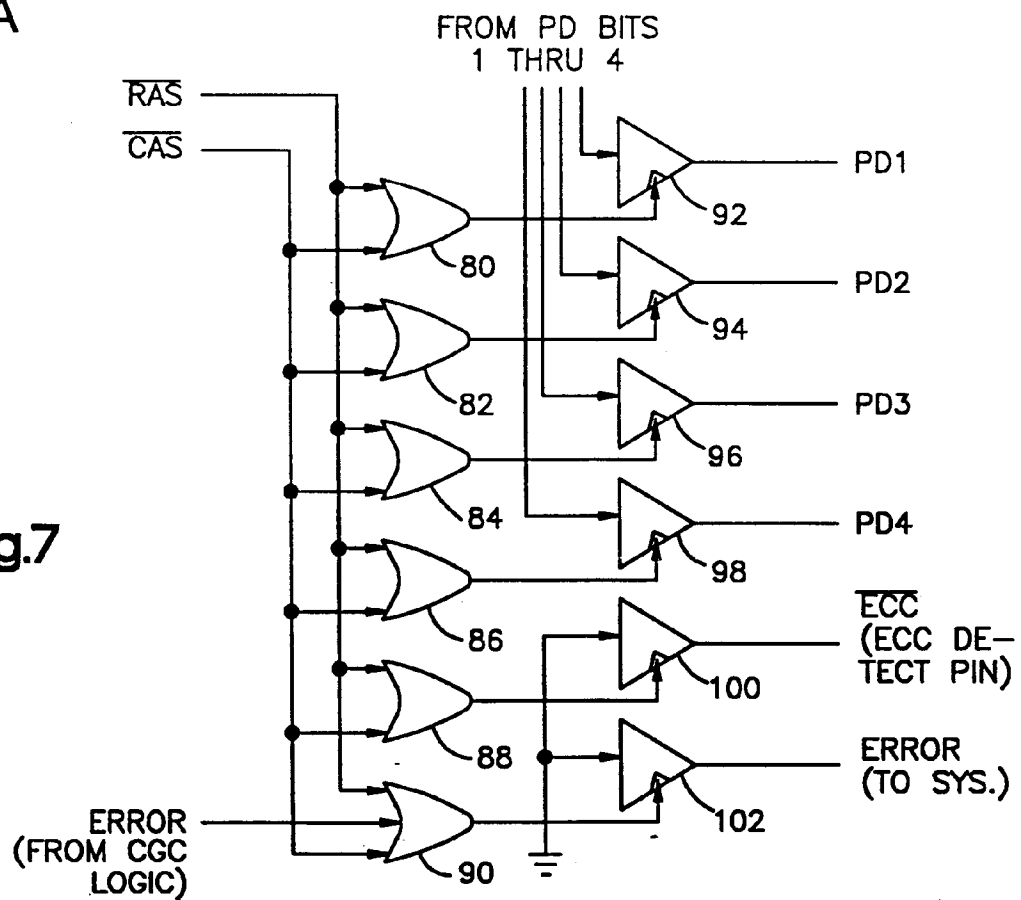 A
FROM PD BITS
1 THRU 4
RAS
CAS
PD1
92
80
PD2
94
82
PD3
96
84
g.7
PD4
98
86
ECC
(ECC DE-
TECT PIN)
100
88
ERROR
(TO SYS.)
102
ERROR
(FROM CGC
LOGIC)
90